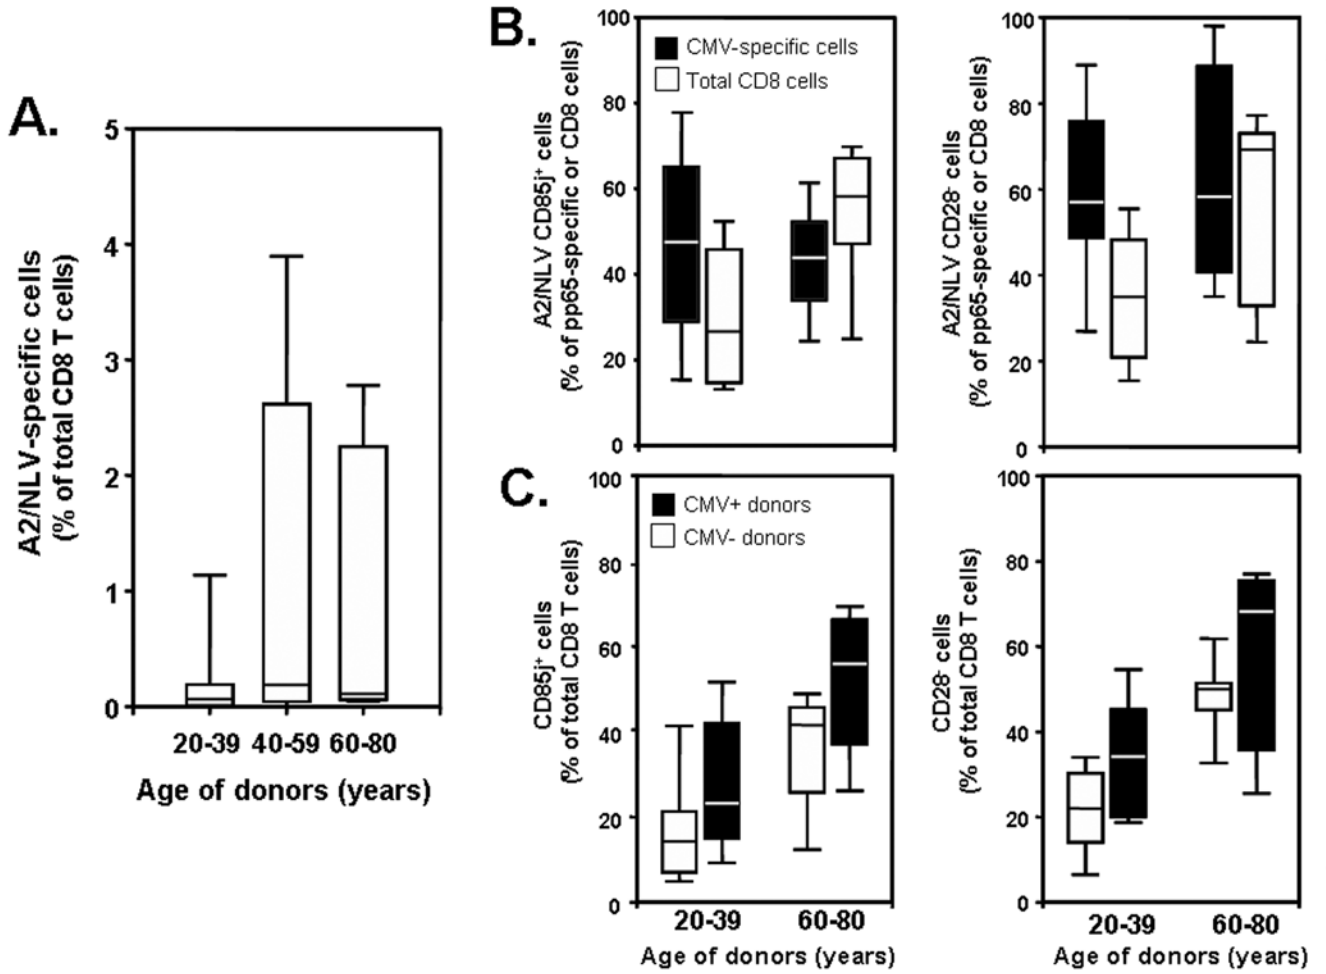 A.
A2/NLV-specific cells
(% of total CD8 T cells)
5
4
3
2
1
0
20-39 40-59 60-80
Age of donors (years)
B.
A2/NLV CD85j+ cells
(% of pp65-specific or CD8 cells)
100
80
60
40
20
0
CMV-specific cells
Total CD8 cells
A2/NLV CD28- cells
(% of pp65-specific or CD8 cells)
100
80
60
40
20
0
C.
CD85j+ cells
(% of total CD8 T cells)
100
80
60
40
20
0
CMV+ donors
CMV- donors
20-39 60-80
Age of donors (years)
CD28- cells
(% of total CD8 T cells)
100
80
60
40
20
0
20-39 60-80
Age of donors (years)